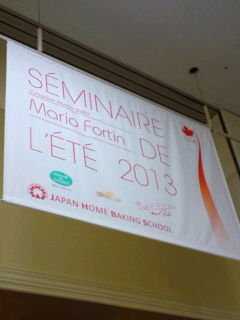 SÉMINAIRE
Mario Fortin DE
L'ÉTÉ 2013
JAPAN HOME BAKING SCHOOL